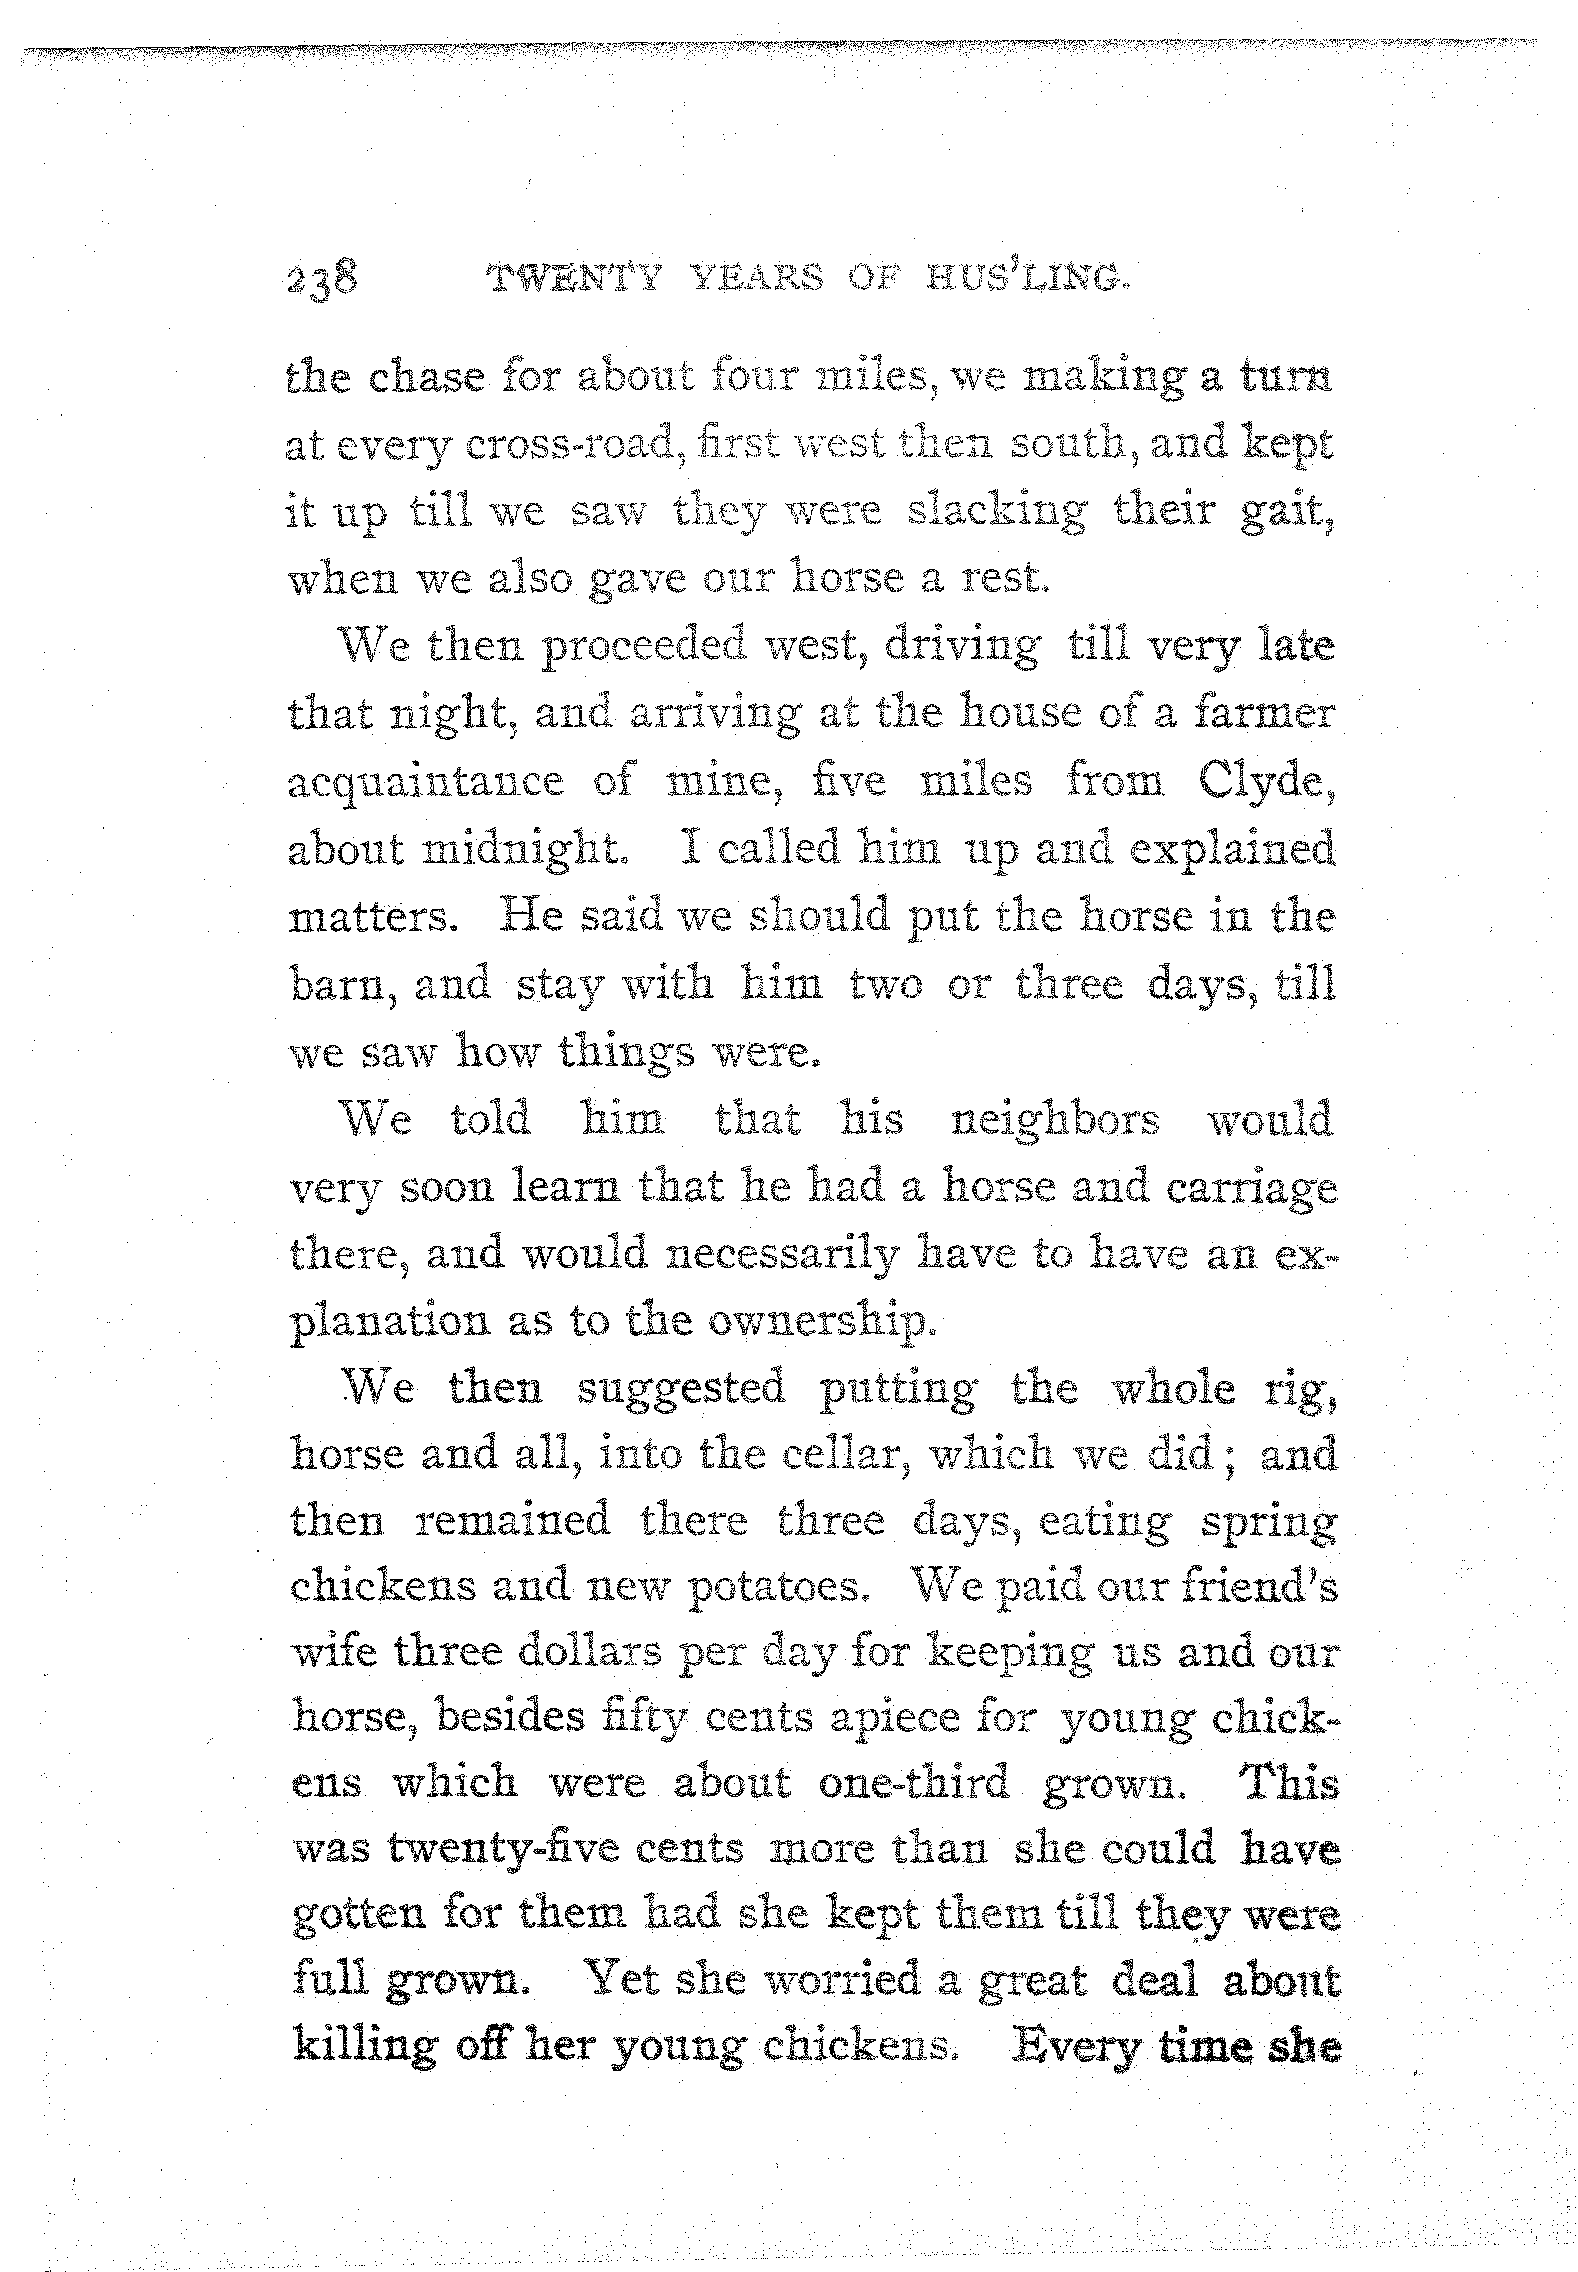 238 TWENTY YEARS OF HUS'LING.
the chase for about four miles, we making a turn
at every cross-road, first west then south, and kept
it up till we saw they were slacking their gait,
when we also gave our horse a rest.
We then proceeded west, driving till very late
that night, and arriving at the house of a farmer
acquaintance of mine, five miles from Clyde,
about midnight. I called him up and explained
matters. He said we should put the horse in the
barn, and stay with him two or three days, till
we saw how things were.
We told him that his neighbors would
very soon learn that he had a horse and carriage
there, and would necessarily have to have an ex-
planation as to the ownership.
We then suggested putting the whole rig,
horse and all, into the cellar, which we did; and
then remained there three days, eating spring
chickens and new potatoes. We paid our friend's
wife three dollars per day for keeping us and our
horse, besides fifty cents apiece for young chick-
ens which were about one-third grown. This
was twenty-five cents more than she could have
gotten for them had she kept them till they were
full grown. Yet she worried a great deal about
killing off her young chickens. Every time she